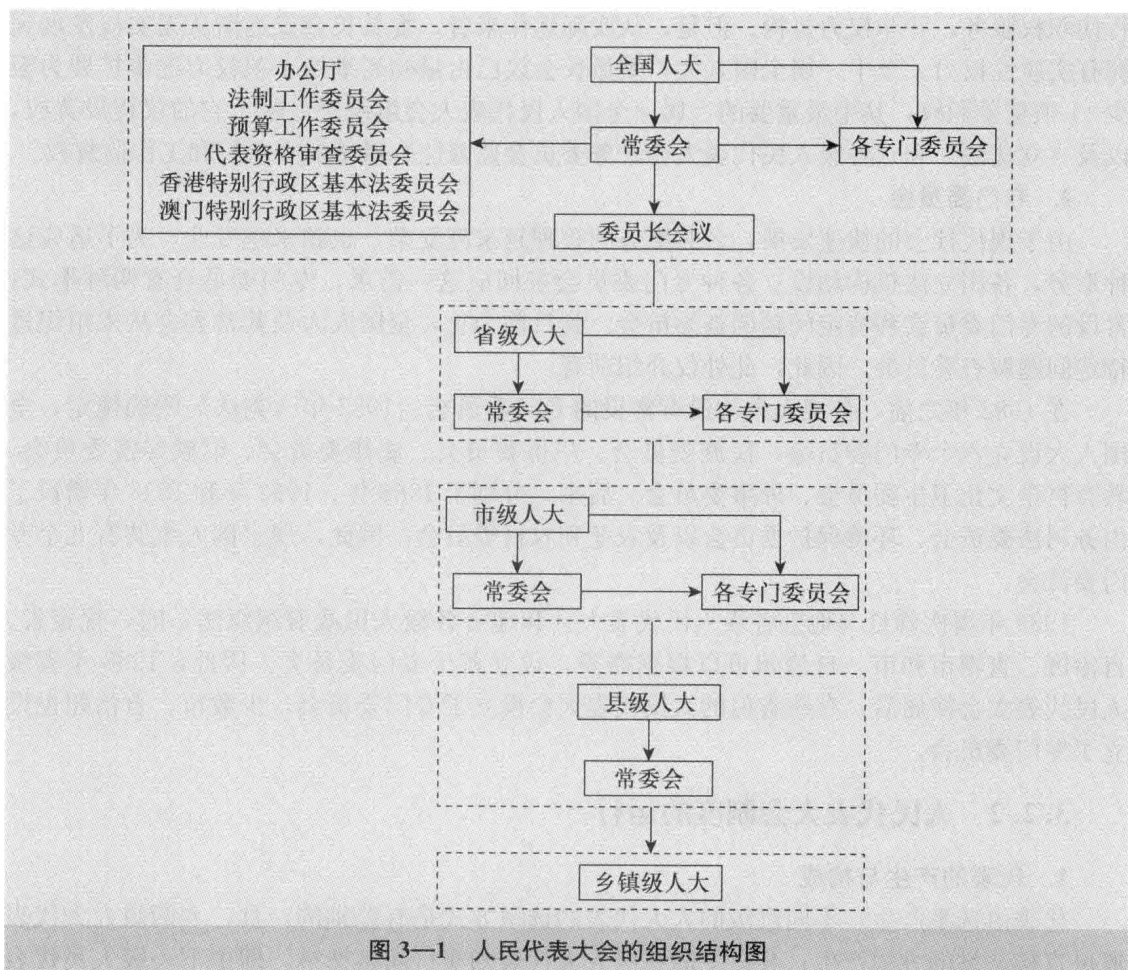 办公厅
法制工作委员会
预算工作委员会
代表资格审查委员会
香港特别行政区基本法委员会
澳门特别行政区基本法委员会
全国人大
常委会
各专门委员会
委员长会议
省级人大
常委会
各专门委员会
市级人大
常委会
各专门委员会
县级人大
常委会
乡镇级人大
图 3—1 人民代表大会的组织结构图